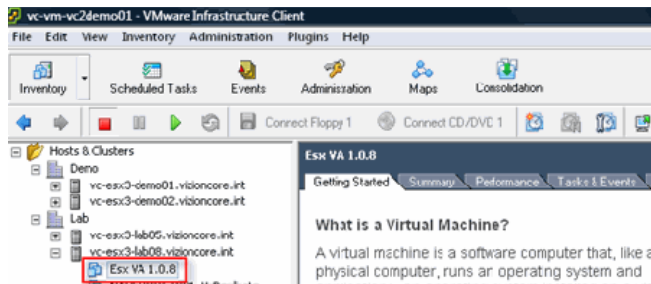 vc-vm-vc2demo01 - VMware Infrastructure Client
File Edit View Inventory Administration Plugins Help
Inventory Scheduled Tasks Events Administration Maps Consolidation
Connect Floppy 1 Connect CD/DVD 1
Hosts & Clusters
Demo
vc-esx3-demo01.vizioncore.int
vc-esx3-demo02.vizioncore.int
Lab
vc-esx3-lab05.vizioncore.int
vc-esx3-lab08.vizioncore.int
Esx VA 1.0.8
Esx VA 1.0.8
Getting Started Summary Performance Tasks & Events
What is a Virtual Machine?
A virtual machine is a software computer that, like a
physical computer, runs an operating system and